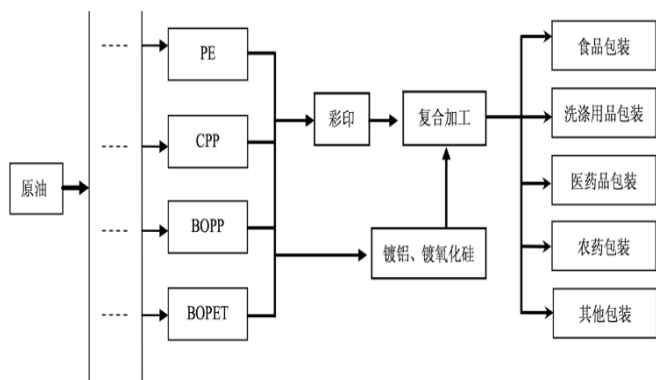 原油
PE
CPP
BOPP
BOPET
彩印
复合加工
镀铝、镀氧化硅
食品包装
洗涤用品包装
医药品包装
农药包装
其他包装